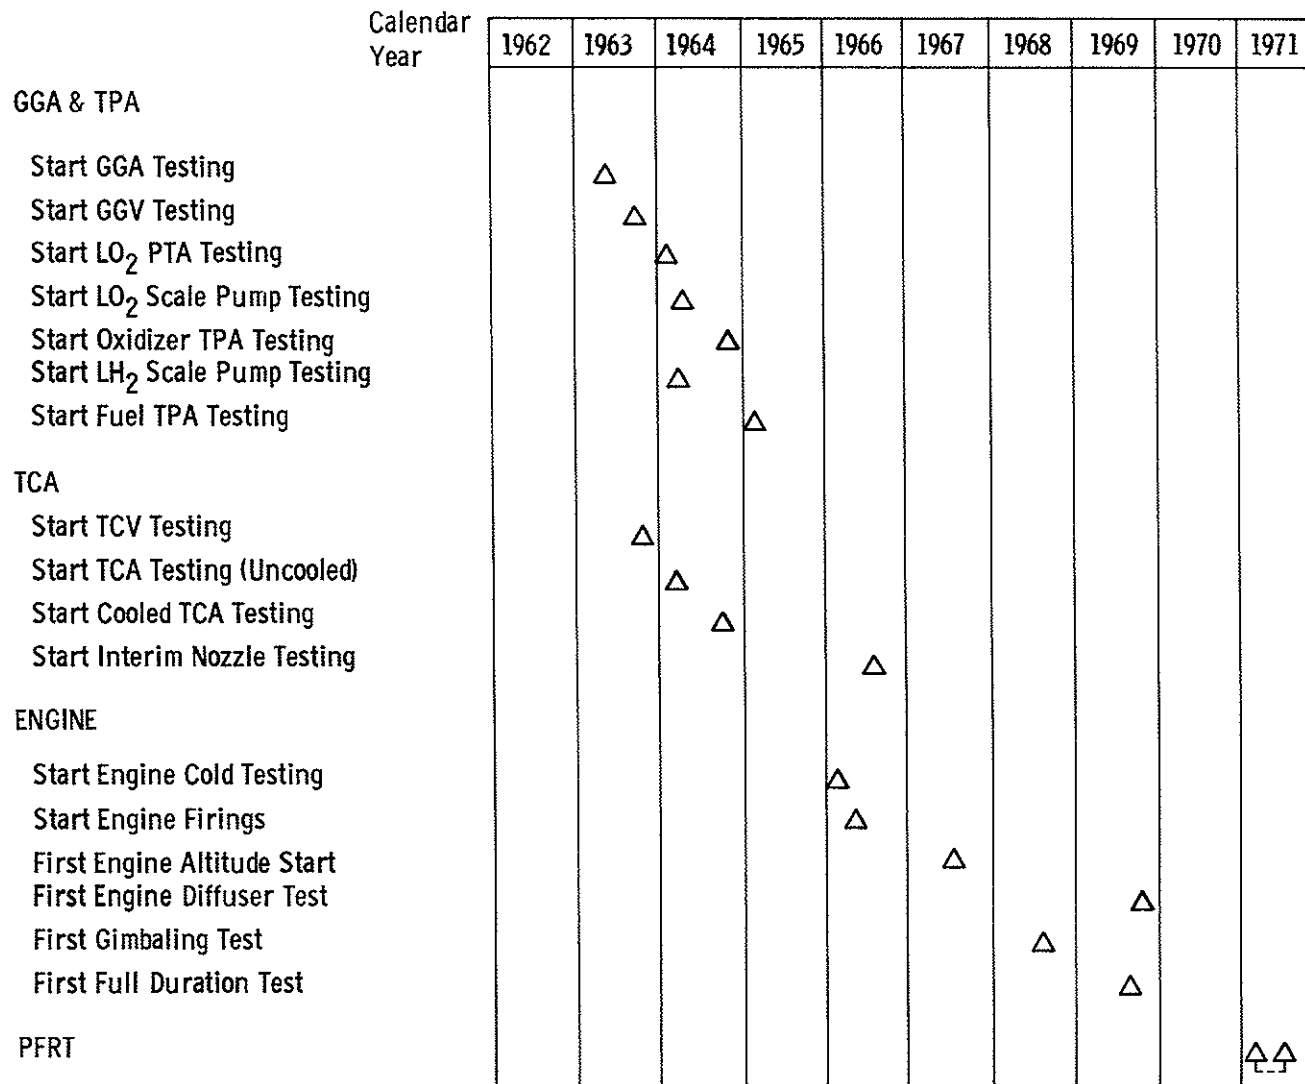 Calendar
Year
1962 1963 1964 1965 1966 1967 1968 1969 1970 1971
GGA & TPA
Start GGA Testing
Start GGV Testing
Start LO2 PTA Testing
Start LO2 Scale Pump Testing
Start Oxidizer TPA Testing
Start LH2 Scale Pump Testing
Start Fuel TPA Testing
TCA
Start TCV Testing
Start TCA Testing (Uncooled)
Start Cooled TCA Testing
Start Interim Nozzle Testing
ENGINE
Start Engine Cold Testing
Start Engine Firings
First Engine Altitude Start
First Engine Diffuser Test
First Gimbaling Test
First Full Duration Test
PFRT